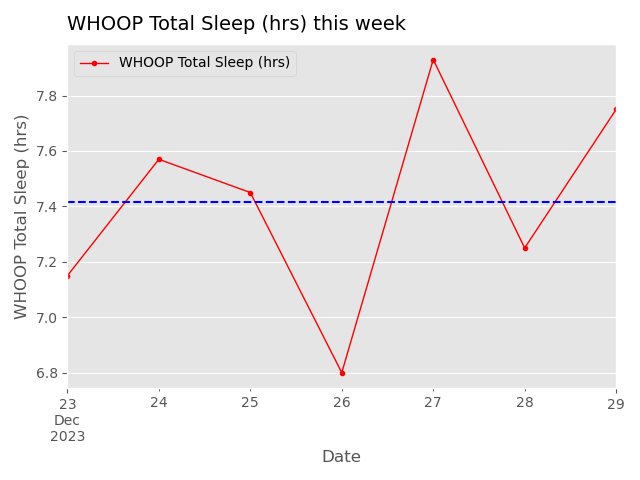 WHOOP Total Sleep (hrs) this week
WHOOP Total Sleep (hrs)
WHOOP Total Sleep (hrs)
7.8
7.6
7.4
7.2
7.0
6.8
23 24 25 26 27 28 29
Dec
2023
Date